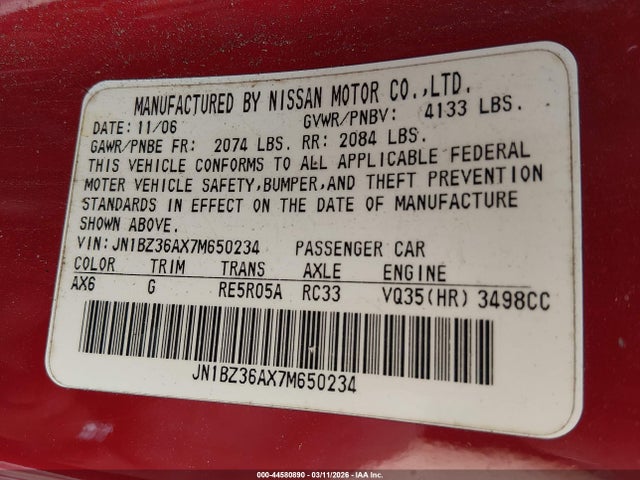 MANUFACTURED BY NISSAN MOTOR CO.,LTD.
DATE: 11/06 GVWR/PNBV: 4133 LBS.
GAWR/PNBE FR: 2074 LBS. RR: 2084 LBS.
THIS VEHICLE CONFORMS TO ALL APPLICABLE FEDERAL
MOTER VEHICLE SAFETY,BUMPER,AND THEFT PREVENTION
STANDARDS IN EFFECT ON THE DATE OF MANUFACTURE
SHOWN ABOVE.
VIN: JN1BZ36AX7M650234 PASSENGER CAR
COLOR TRIM TRANS AXLE ENGINE
AX6 G RE5R05A RC33 VQ35(HR) 3498CC
JN1BZ36AX7M650234
000-44580890 - 03/11/2026 - IAA Inc.